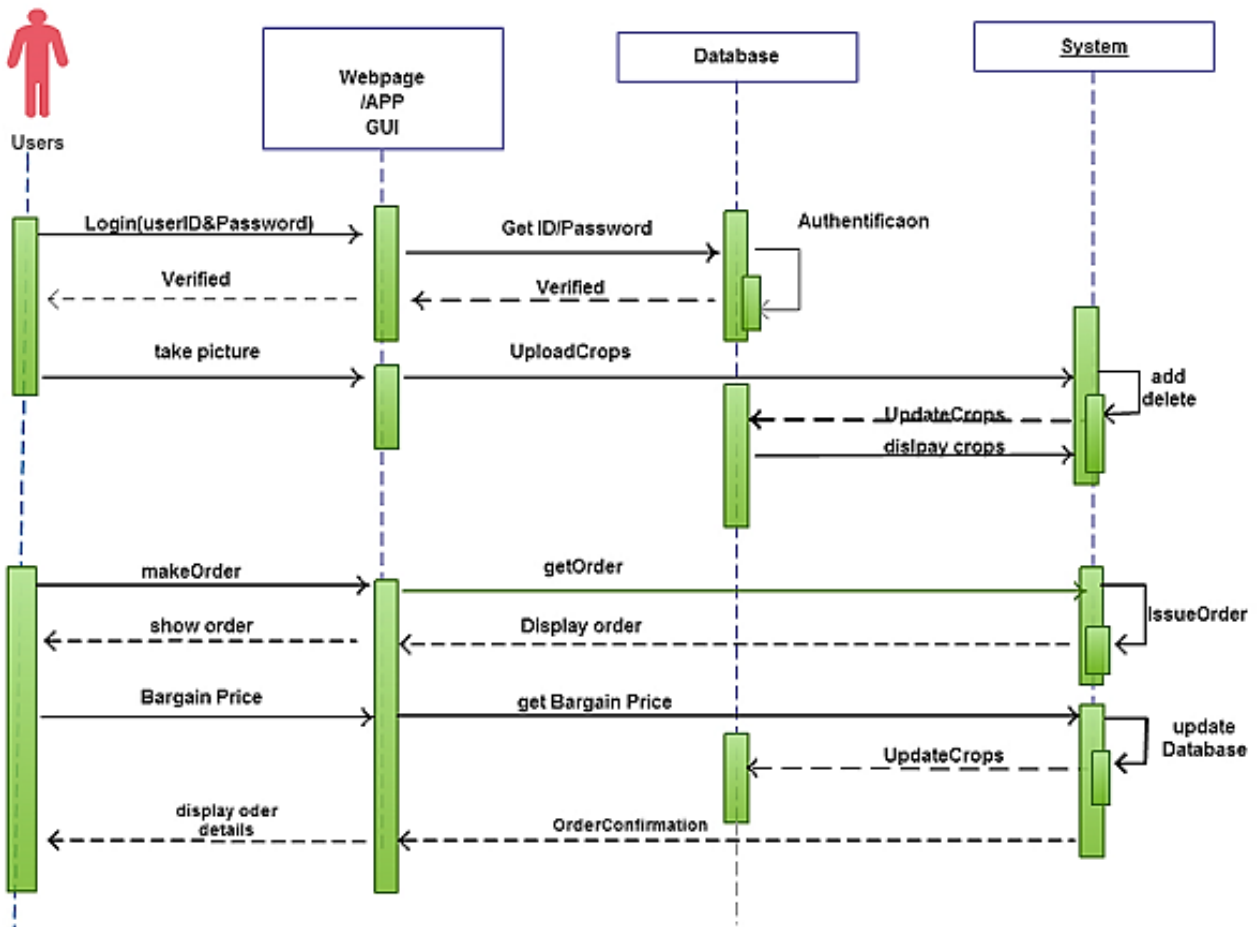 Users
Webpage
/APP
GUI
Database
System
Login(userID&Password)
Get ID/Password
Authentificaon
Verified
Verified
take picture
UploadCrops
add
delete
UpdateCrops
dislpay crops
makeOrder
getOrder
IssueOrder
show order
Display order
Bargain Price
get Bargain Price
update
Database
UpdateCrops
display oder
details
OrderConfirmation